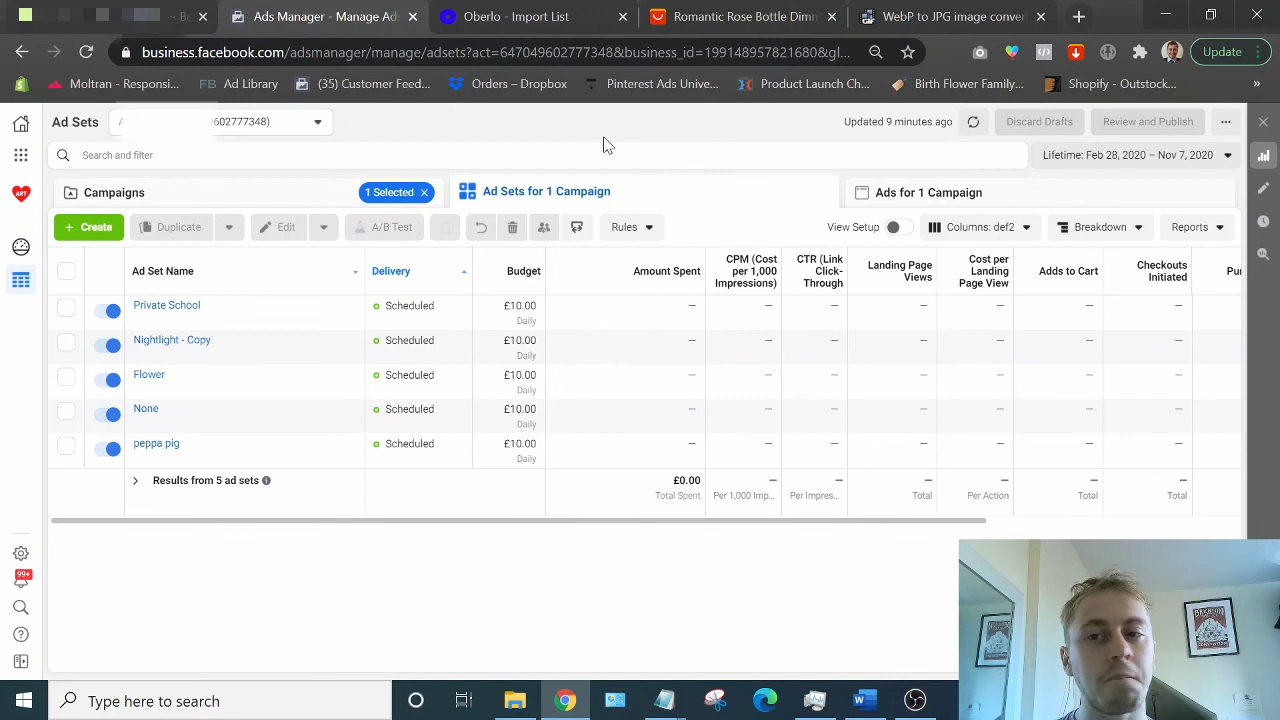 Ads Manager - Manage Ad
Oberlo - Import List
Romantic Rose Bottle Dimm
WebP to JPG image conver
business.facebook.com/adsmanager/manage/adsets?act=647049602777348&business_id=1991489578216680&gl...
Update
Moltran - Responsi...
FB Ad Library
(35) Customer Feed...
Orders – Dropbox
Pinterest Ads Univ...
Product Launch Ch...
Birth Flower Family...
Shopify - Outstock...
»
Ad Sets
9602777348)
Updated 9 minutes ago
Discard Drafts
Review and Publish
Search and filter
Lifetime: Feb 28, 2020 – Nov 7, 2020
ART
Campaigns
1 Selected
Ad Sets for 1 Campaign
Ads for 1 Campaign
+ Create
Duplicate
Edit
A/B Test
Rules
View Setup
Columns: def2
Breakdown
Reports
Ad Set Name
Delivery
Budget
Amount Spent
CPM (Cost per 1,000 Impressions)
CTR (Link Click-Through
Landing Page Views
Cost per Landing Page View
Adds to Cart
Checkouts Initiated
Pu
Private School
Scheduled
£10.00
Daily
— — — — — — —
Nightlight - Copy
Scheduled
£10.00
Daily
— — — — — — —
Flower
Scheduled
£10.00
Daily
— — — — — — —
None
Scheduled
£10.00
Daily
— — — — — — —
peppa pig
Scheduled
£10.00
Daily
— — — — — — —
Results from 5 ad sets
£0.00
Total Spent
—
Per 1,000 Imp...
—
Per Impres...
—
Total
—
Per Action
—
Total
—
Total
99+
Type here to search